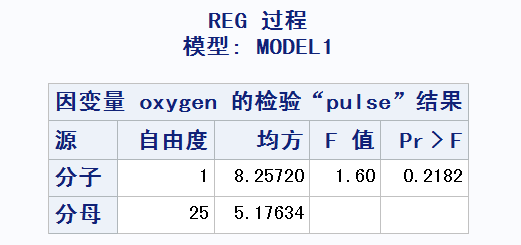 REG 过程
模型: MODEL1
因变量 oxygen 的检验“pulse”结果
源 自由度 均方 F 值 Pr > F
分子 1 8.25720 1.60 0.2182
分母 25 5.17634